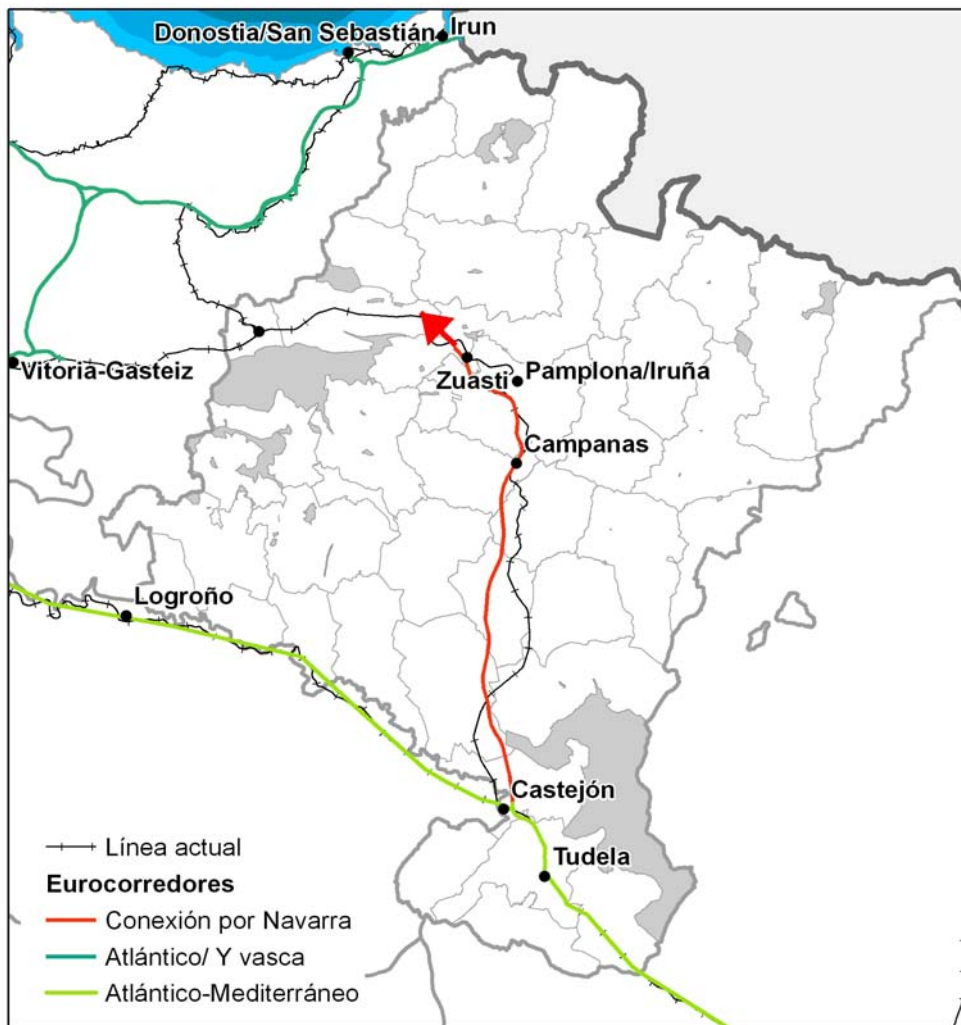 Irun
Donostia/San Sebastián
Vitoria-Gasteiz
Zuasti
Pamplona/Iruña
Campanas
Logroño
Castejón
Tudela
Línea actual
Eurocorredores
Conexión por Navarra
Atlántico/ Y vasca
Atlántico-Mediterráneo